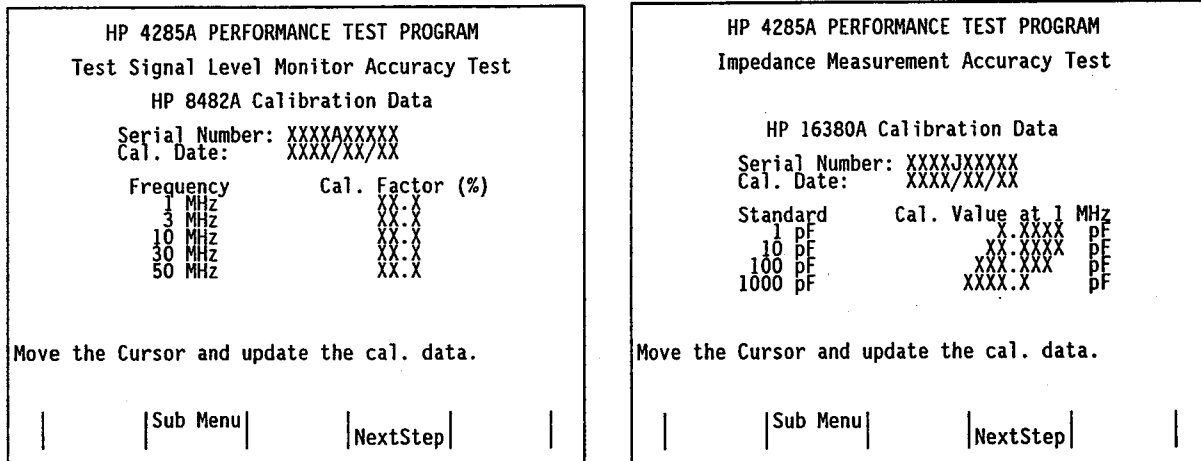 HP 4285A PERFORMANCE TEST PROGRAM
Test Signal Level Monitor Accuracy Test
HP 8482A Calibration Data
Serial Number: XXXXAXXXXX
Cal. Date: XXXX/XX/XX
Frequency Cal. Factor (%)
1 MHz XX.X
3 MHz XX.X
10 MHz XX.X
30 MHz XX.X
50 MHz XX.X
Move the Cursor and update the cal. data.
Sub Menu
NextStep
HP 4285A PERFORMANCE TEST PROGRAM
Impedance Measurement Accuracy Test
HP 16380A Calibration Data
Serial Number: XXXXJXXXXX
Cal. Date: XXXX/XX/XX
Standard Cal. Value at 1 MHz
1 pF X.XXXX pF
10 pF XX.XXXX pF
100 pF XXX.XXX pF
1000 pF XXXX.X pF
Move the Cursor and update the cal. data.
Sub Menu
NextStep